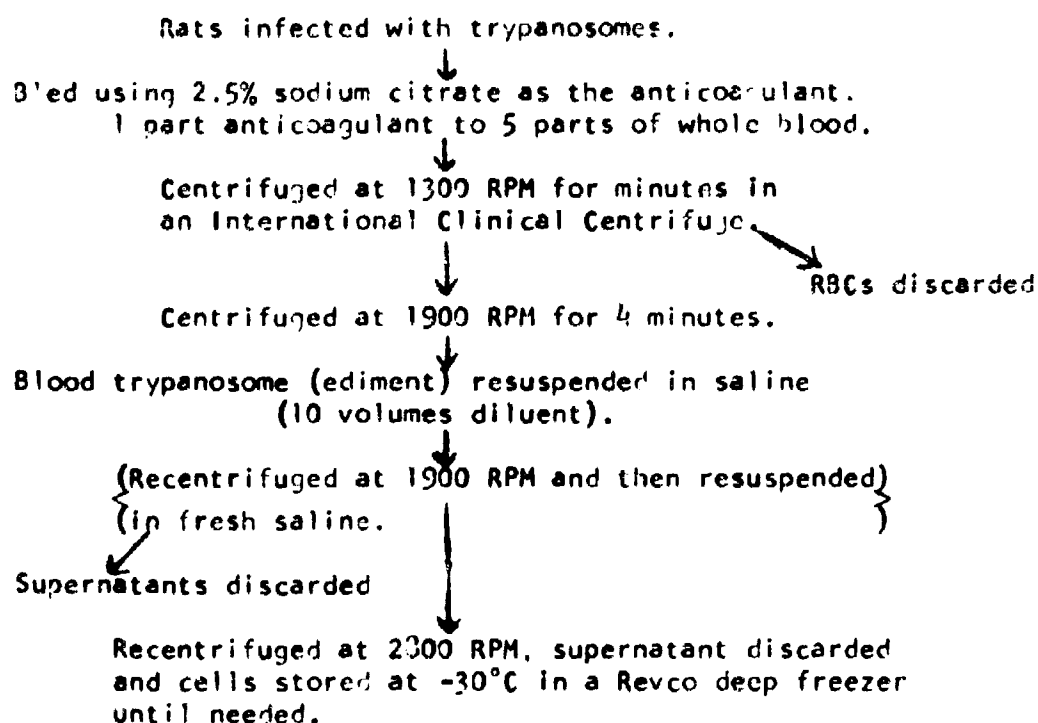 Rats infected with trypanosomes.
B'ed using 2.5% sodium citrate as the anticoagulant.
1 part anticoagulant to 5 parts of whole blood.
Centrifuged at 1300 RPM for minutes in
an International Clinical Centrifuge.
RBCs discarded
Centrifuged at 1900 RPM for 4 minutes.
Blood trypanosome (ediment) resuspended in saline
(10 volumes diluent).
(Recentrifuged at 1900 RPM and then resuspended)
(in fresh saline. )
Supernatants discarded
Recentrifuged at RPM, supernatant discarded
and cells stored at -30°C in a Revco deep freezer
until needed.